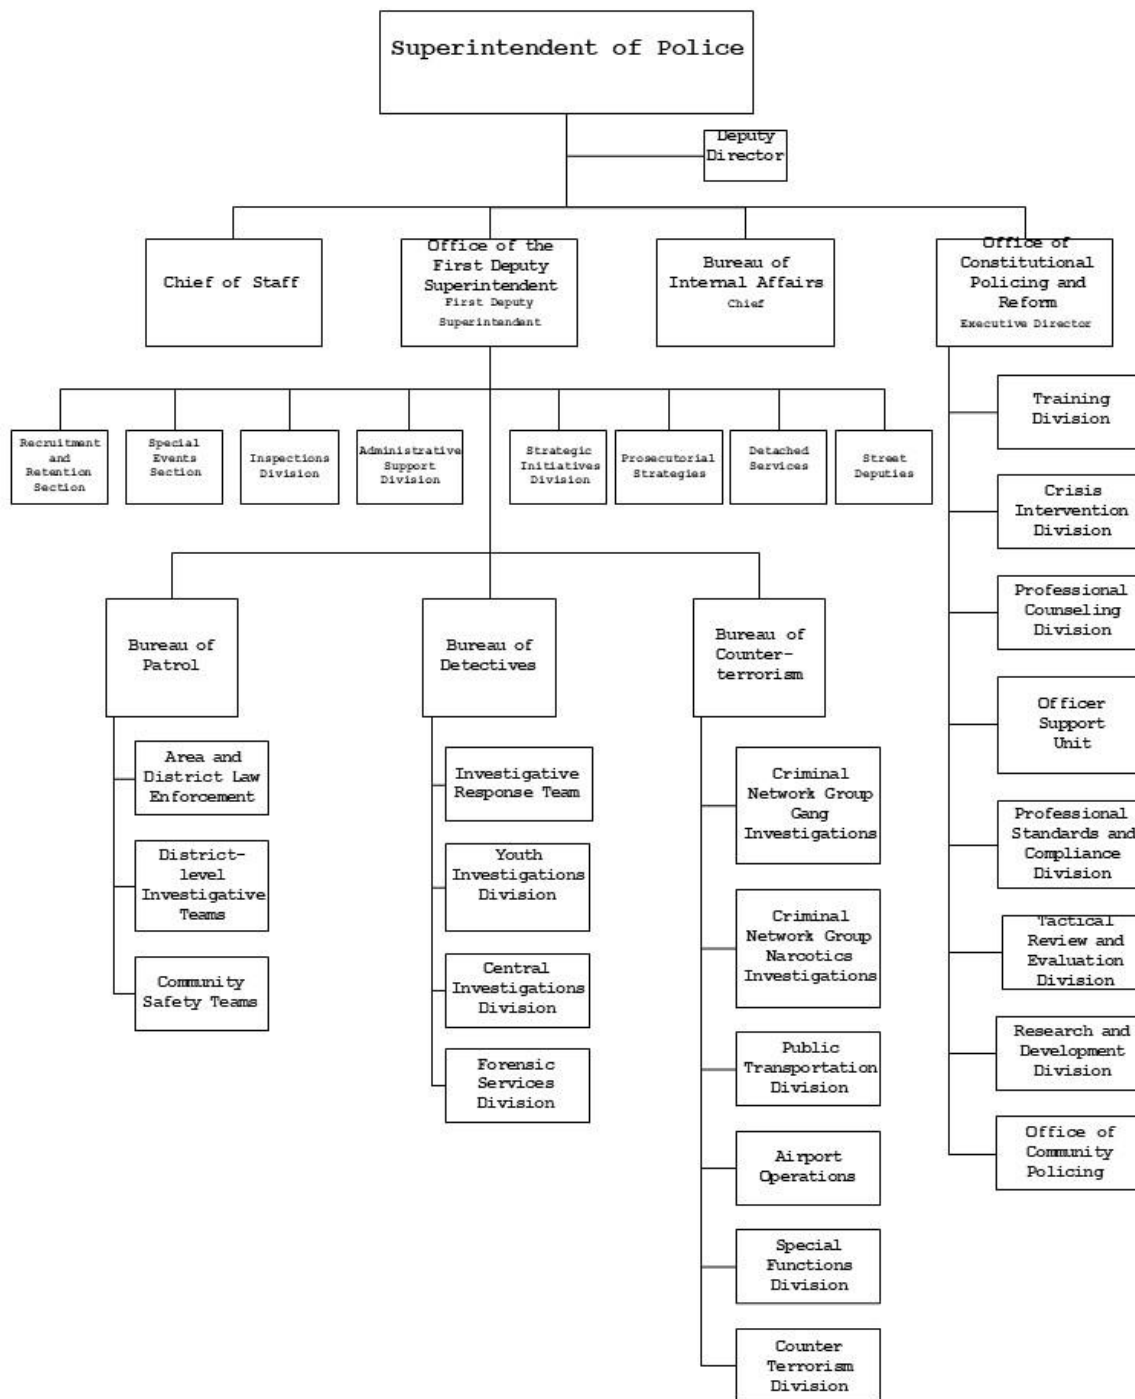 Superintendent of Police
Deputy
Director
Chief of Staff
Office of the
First Deputy
Superintendent
First Deputy
Superintendent
Bureau of
Internal Affairs
Chief
Office of
Constitutional
Policing and
Reform
Executive Director
Recruitment
and
Retention
Section
Special
Events
Section
Inspections
Division
Administrative
Support
Division
Strategic
Initiatives
Division
Prosecutorial
Strategies
Detached
Services
Street
Deputies
Training
Division
Crisis
Intervention
Division
Professional
Counseling
Division
Officer
Support
Unit
Professional
Standards and
Compliance
Division
Tactical
Review and
Evaluation
Division
Research and
Development
Division
Office of
Community
Policing
Bureau of
Patrol
Area and
District Law
Enforcement
District-
level
Investigative
Teams
Community
Safety Teams
Bureau of
Detectives
Investigative
Response Team
Youth
Investigations
Division
Central
Investigations
Division
Forensic
Services
Division
Bureau of
Counter-
terrorism
Criminal
Network Group
Gang
Investigations
Criminal
Network Group
Narcotics
Investigations
Public
Transportation
Division
Airport
Operations
Special
Functions
Division
Counter
Terrorism
Division